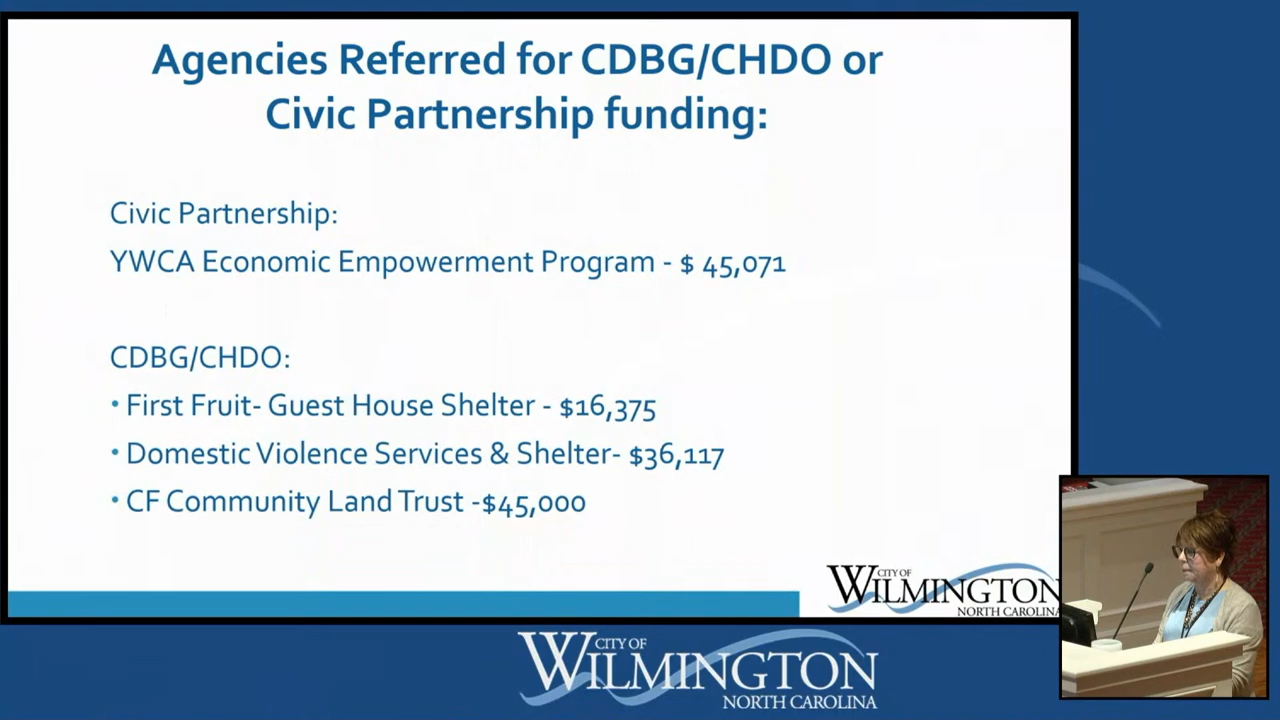 Agencies Referred for CDBG/CHDO or
Civic Partnership funding:
Civic Partnership:
YWCA Economic Empowerment Program - $ 45,071
CDBG/CHDO:
• First Fruit- Guest House Shelter - $16,375
• Domestic Violence Services & Shelter- $36,117
• CF Community Land Trust -$45,000
CITY OF
WILMINGTON
NORTH CAROLINA
CITY OF
WILMINGTON
NORTH CAROLINA